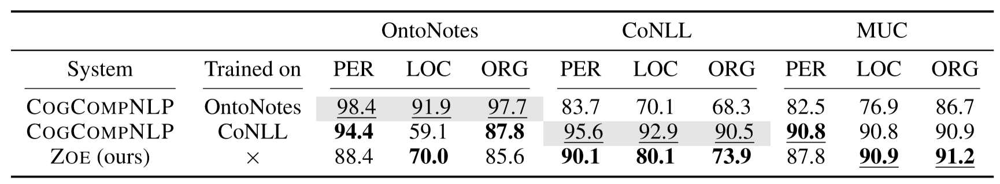 OntoNotes CoNLL MUC
System Trained on PER LOC ORG PER LOC ORG PER LOC ORG
COGCOMPNLP OntoNotes 98.4 91.9 97.7 83.7 70.1 68.3 82.5 76.9 86.7
COGCOMPNLP CoNLL 94.4 59.1 87.8 95.6 92.9 90.5 90.8 90.8 90.9
ZOE (ours) × 88.4 70.0 85.6 90.1 80.1 73.9 87.8 90.9 91.2